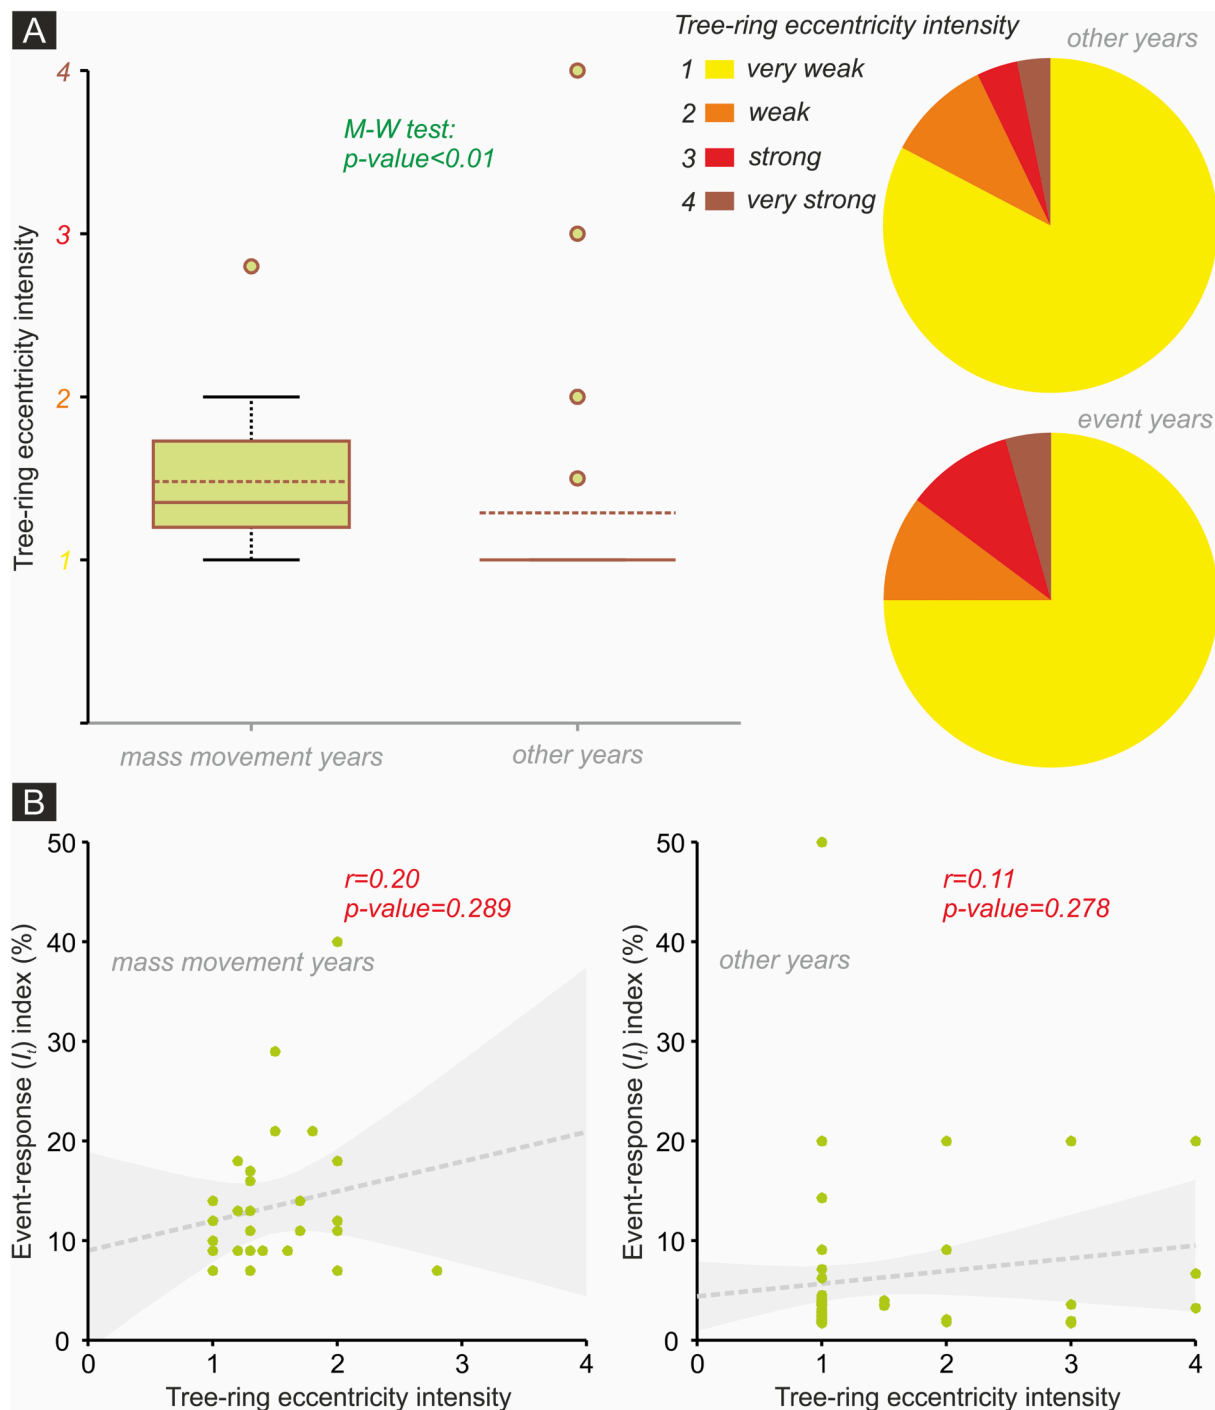 A
Tree-ring eccentricity intensity
4
3
2
1
M-W test:
p-value<0.01
mass movement years
other years
Tree-ring eccentricity intensity
1 very weak
2 weak
3 strong
4 very strong
other years
event years
B
Event-response (It) index (%)
50
40
30
20
10
0
r=0.20
p-value=0.289
mass movement years
0 1 2 3 4
Tree-ring eccentricity intensity
Event-response (It) index (%)
50
40
30
20
10
0
r=0.11
p-value=0.278
other years
0 1 2 3 4
Tree-ring eccentricity intensity